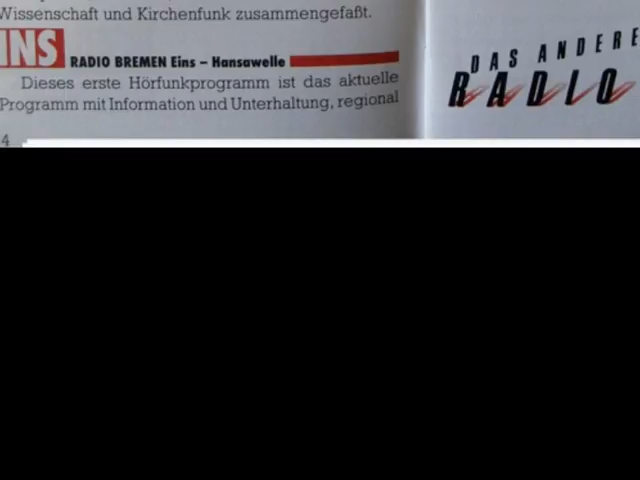 Wissenschaft und Kirchenfunk zusammengefaßt.
INS RADIO BREMEN Eins – Hansawelle
Dieses erste Hörfunkprogramm ist das aktuelle
Programm mit Information und Unterhaltung, regional
4
DAS ANDERE
RADIO